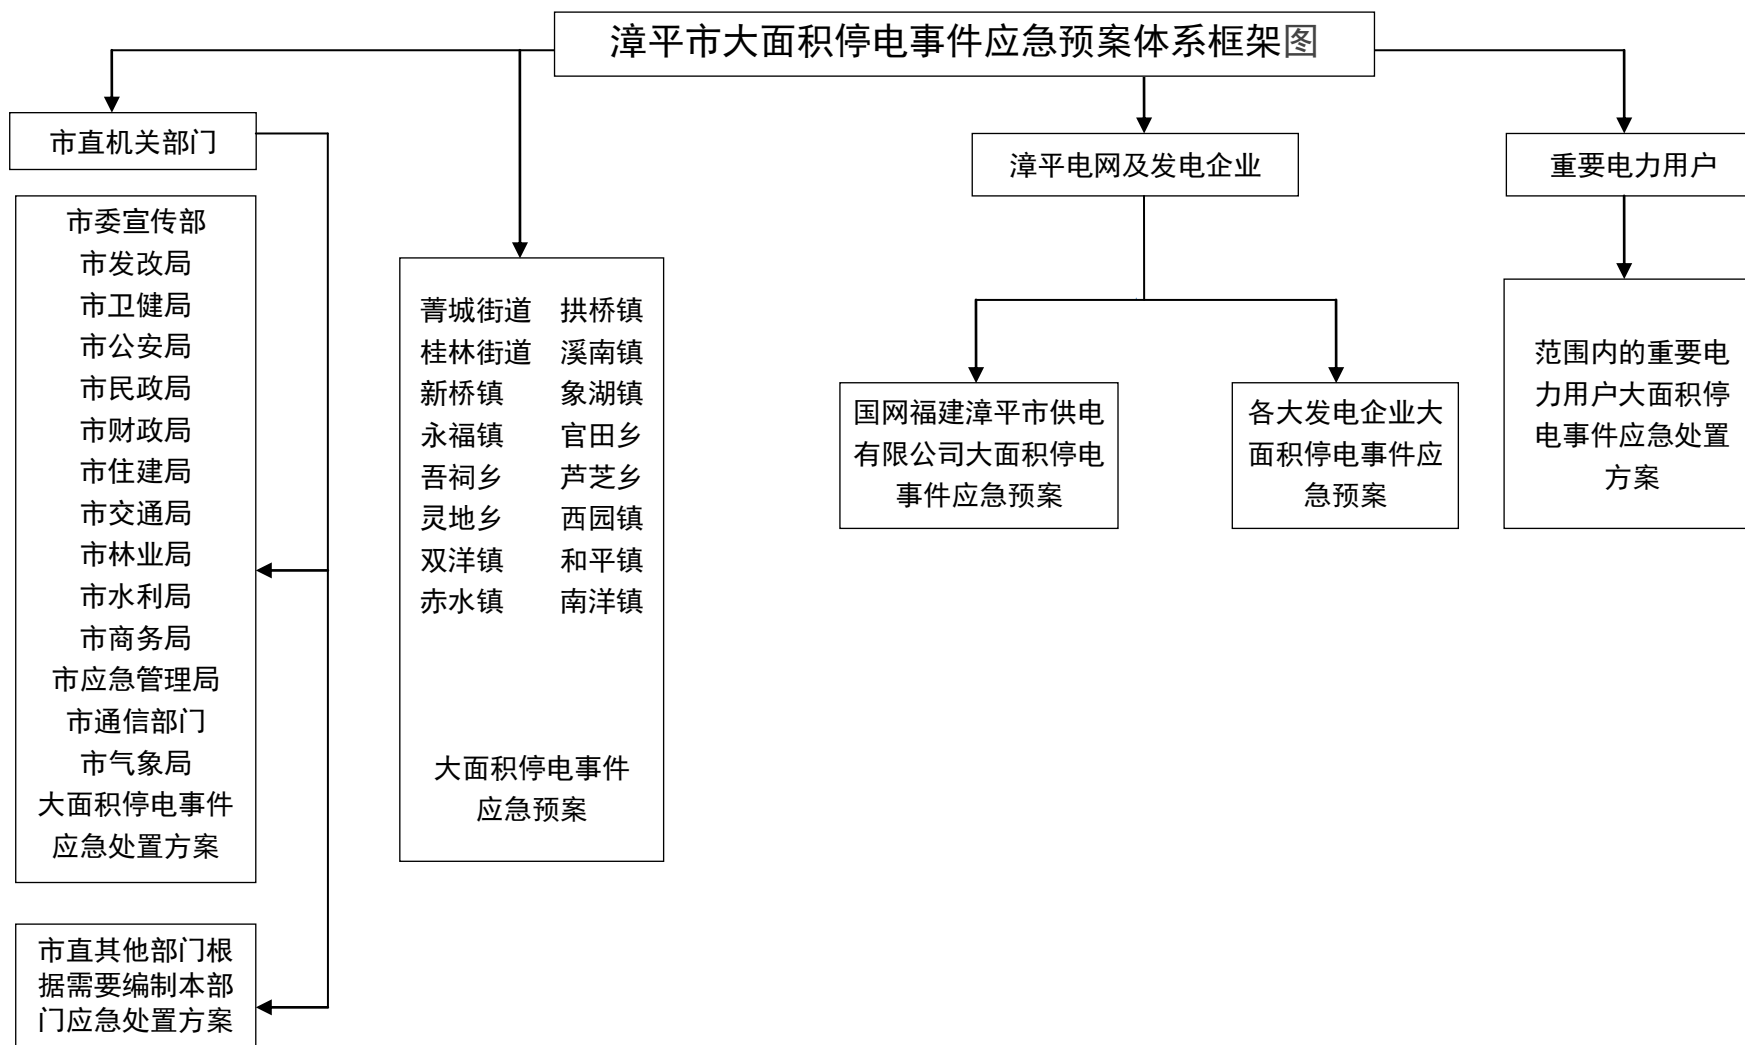 漳平市大面积停电事件应急预案体系框架图
市直机关部门
市委宣传部
市发改局
市卫健局
市公安局
市民政局
市财政局
市住建局
市交通局
市林业局
市水利局
市商务局
市应急管理局
市通信部门
市气象局
大面积停电事件
应急处置方案
市直其他部门根
据需要编制本部
门应急处置方案
菁城街道 拱桥镇
桂林街道 溪南镇
新桥镇 象湖镇
永福镇 官田乡
吾祠乡 芦芝乡
灵地乡 西园镇
双洋镇 和平镇
赤水镇 南洋镇
大面积停电事件
应急预案
漳平电网及发电企业
国网福建漳平市供电
有限公司大面积停电
事件应急预案
各大发电企业大
面积停电事件应
急预案
重要电力用户
范围内的重要电
力用户大面积停
电事件应急处置
方案